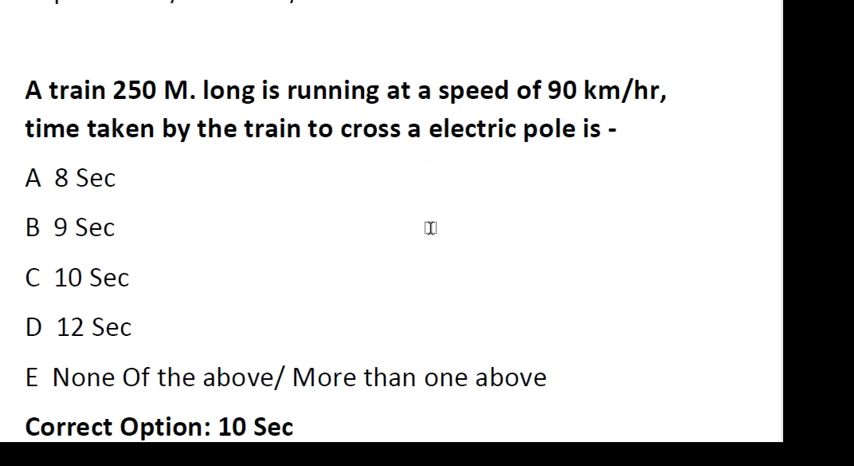 A train 250 M. long is running at a speed of 90 km/hr,
time taken by the train to cross a electric pole is -
A 8 Sec
B 9 Sec
C 10 Sec
D 12 Sec
E None Of the above/ More than one above
Correct Option: 10 Sec